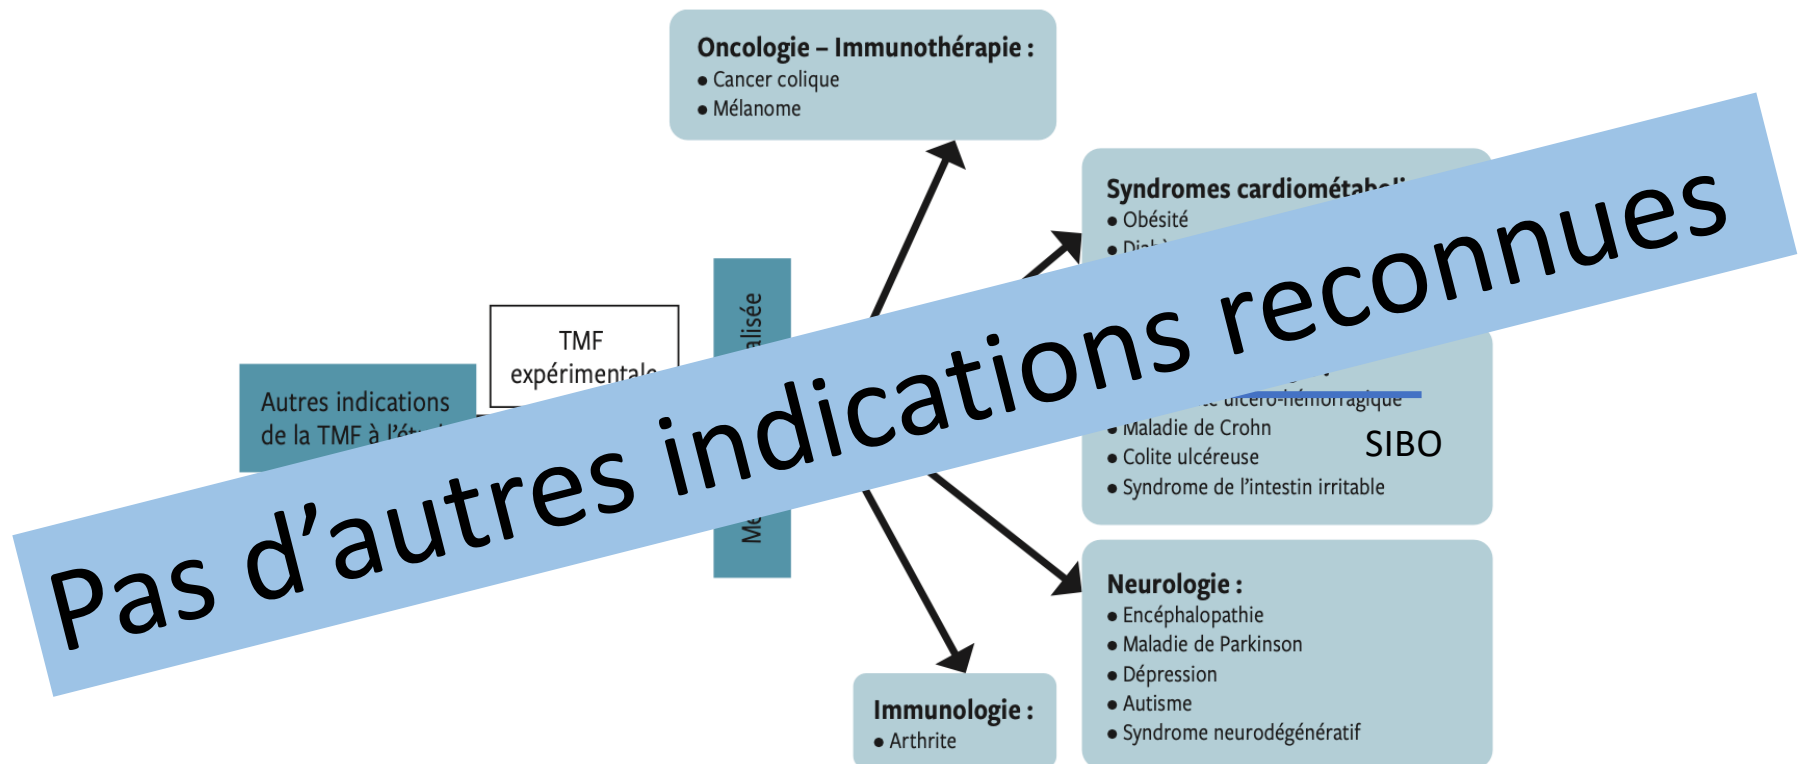 Oncologie – Immunothérapie :
● Cancer colique
● Mélanome
Syndromes
● Obésité
TMF
expérimentale
Autres indications
de la TMF à
Pas d’autres indications reconnues
ulcéro-hémorragique
● Maladie de Crohn
SIBO
● Colite ulcéreuse
● Syndrome de l’intestin irritable
Neurologie :
● Encéphalopathie
● Maladie de Parkinson
● Dépression
● Autisme
● Syndrome neurodégénératif
Immunologie :
● Arthrite